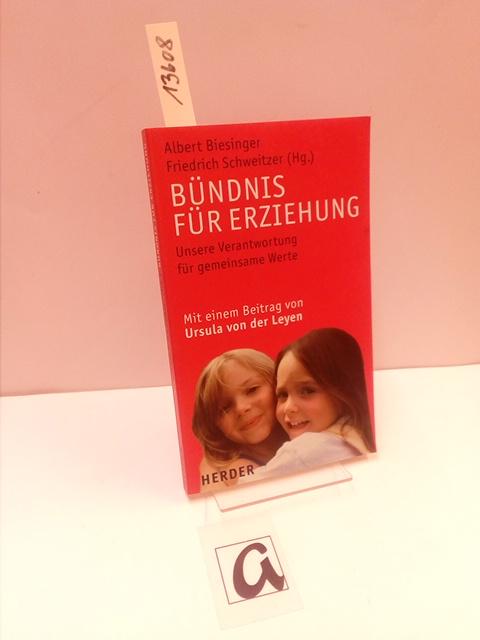 13608
Albert Biesinger
Friedrich Schweitzer (Hg.)
BÜNDNIS
FÜR ERZIEHUNG
Unsere Verantwortung
für gemeinsame Werte
Mit einem Beitrag von
Ursula von der Leyen
HERDER
a